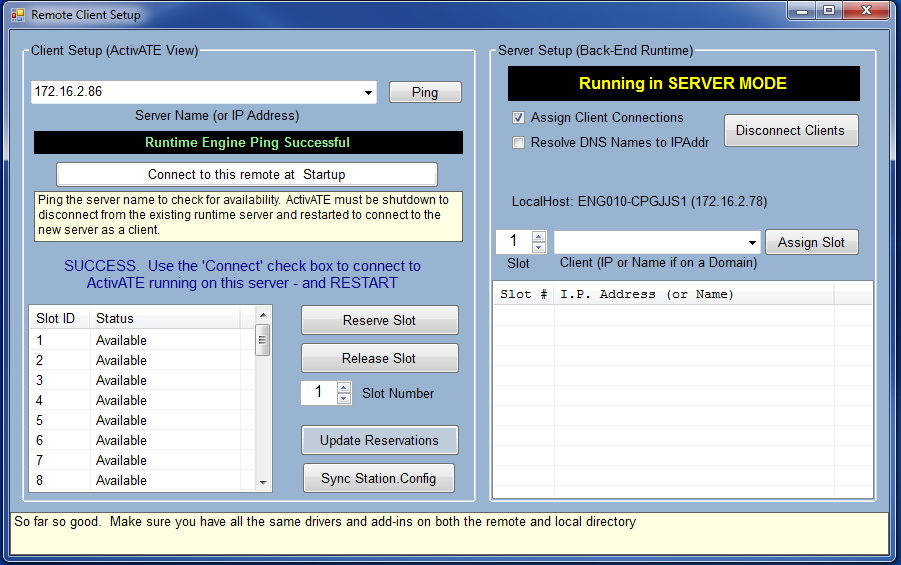 Remote Client Setup
Client Setup (ActivATE View)
172.16.2.86
Ping
Server Name (or IP Address)
Runtime Engine Ping Successful
Connect to this remote at  Startup
Ping the server name to check for availability.  ActivATE must be shutdown to
disconnect from the existing runtime server and restarted to connect to the
new server as a client.
SUCCESS.  Use the 'Connect' check box to connect to
ActivATE running on this server - and RESTART
Slot ID Status
1 Available
2 Available
3 Available
4 Available
5 Available
6 Available
7 Available
8 Available
Reserve Slot
Release Slot
1 Slot Number
Update Reservations
Sync Station.Config
Server Setup (Back-End Runtime)
Running in SERVER MODE
Assign Client Connections
Resolve DNS Names to IPAddr
Disconnect Clients
LocalHost: ENG010-CPGJJS1 (172.16.2.78)
1
Assign Slot
Slot
Client (IP or Name if on a Domain)
Slot # I.P. Address (or Name)
So far so good.  Make sure you have all the same drivers and add-ins on both the remote and local directory